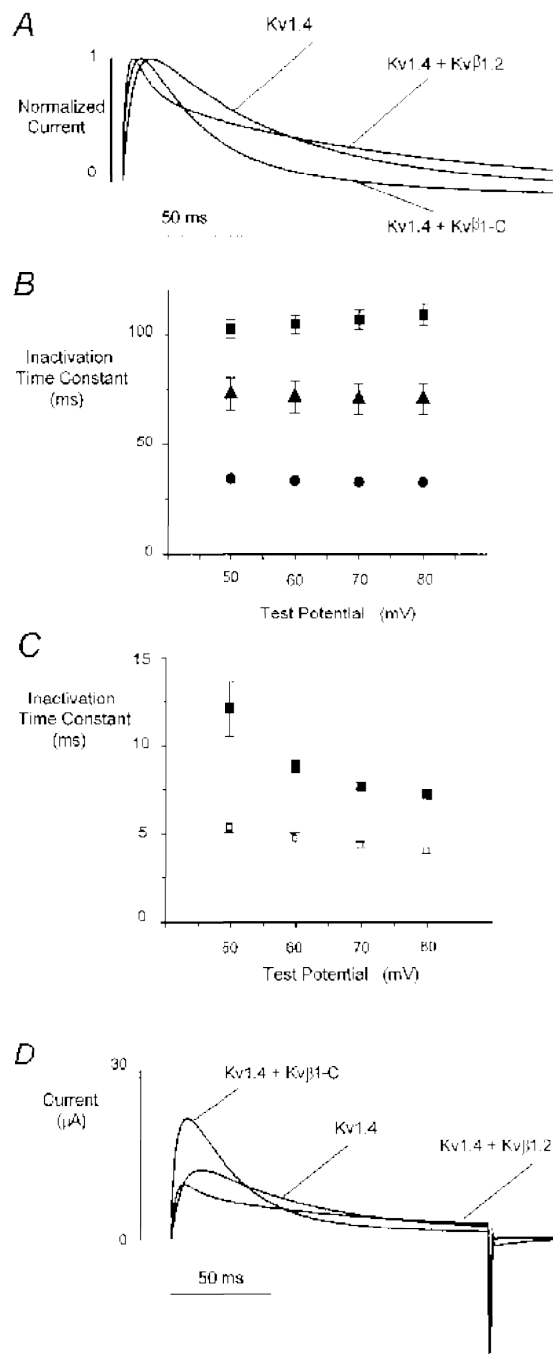 A
Kv1.4
Kv1.4 + Kvβ1.2
1
Normalized
Current
0
50 ms
Kv1.4 + Kvβ1-C
B
100
Inactivation
Time Constant
(ms)
50
0
50 60 70 80
Test Potential (mV)
C
15
Inactivation
Time Constant
(ms)
10
5
0
50 60 70 80
Test Potential (mV)
D
30
Kv1.4 + Kvβ1-C
Current
(µA)
Kv1.4
Kv1.4 + Kvβ1.2
0
50 ms